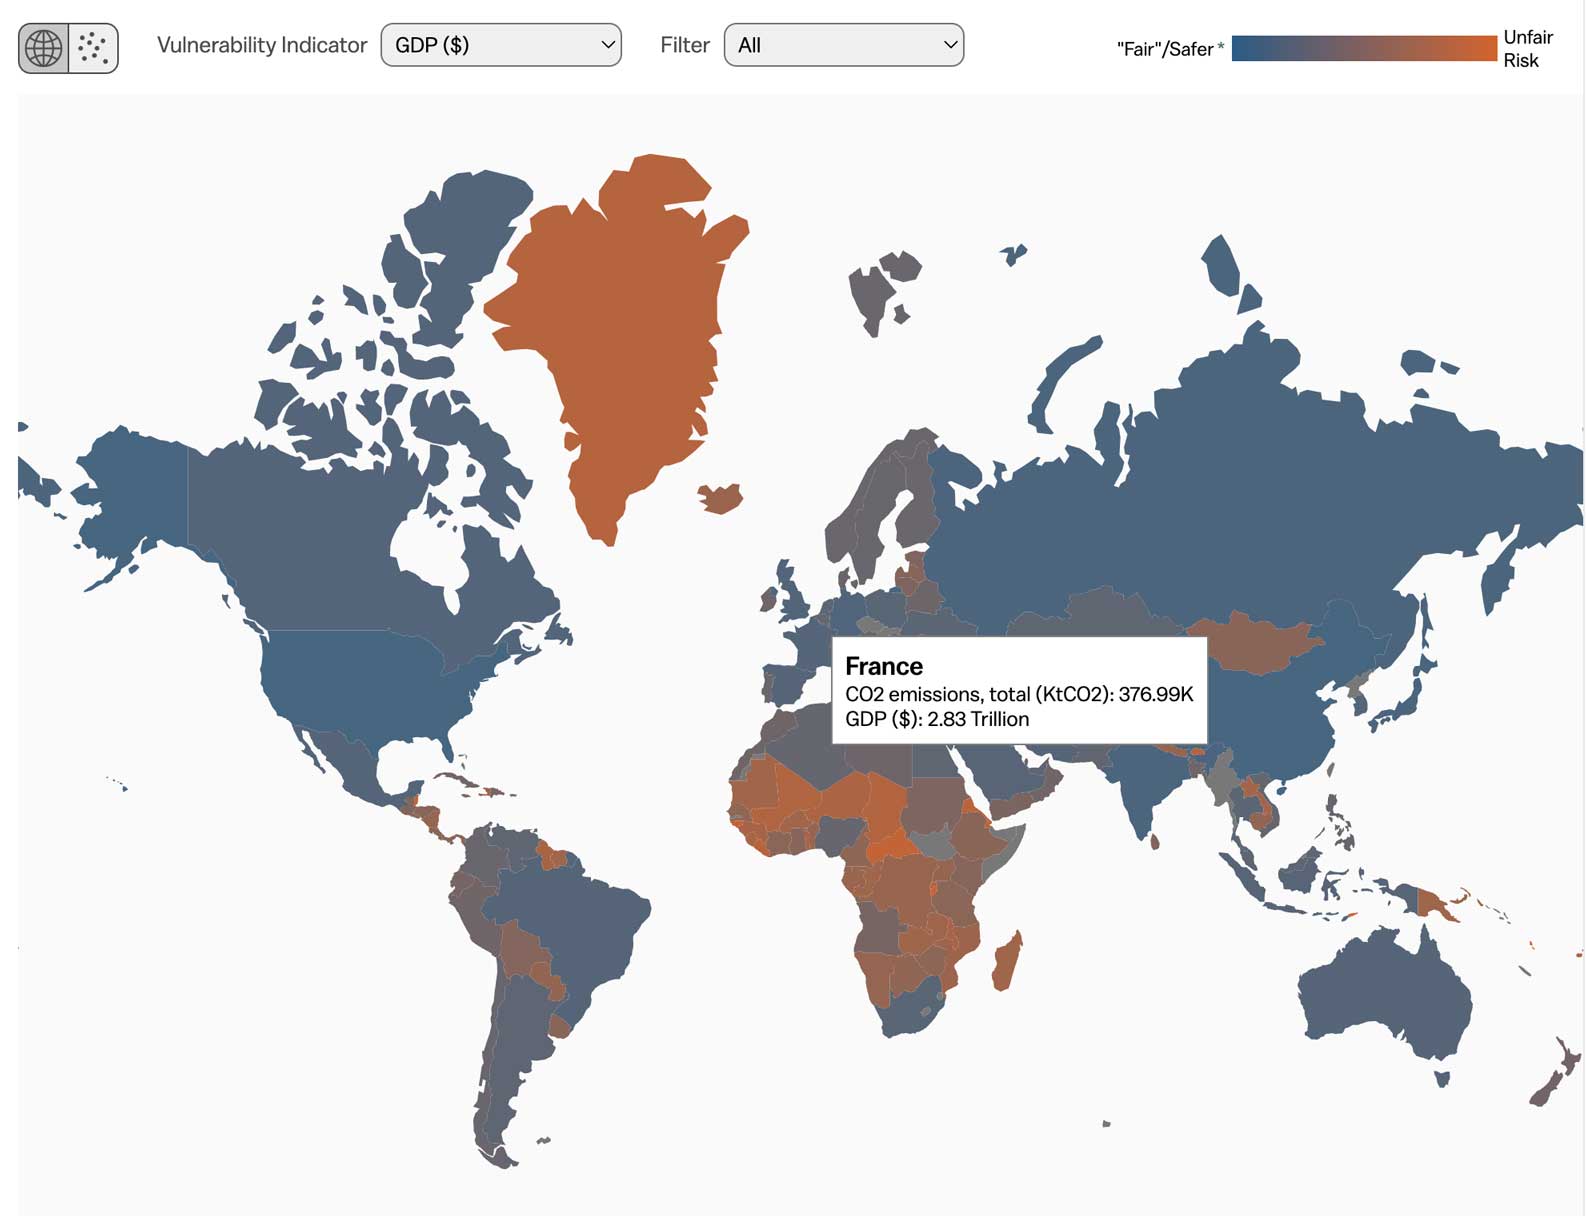 Vulnerability Indicator
GDP ($)
Filter
All
"Fair"/Safer *
Unfair
Risk
France
CO2 emissions, total (KtCO2): 376.99K
GDP ($): 2.83 Trillion